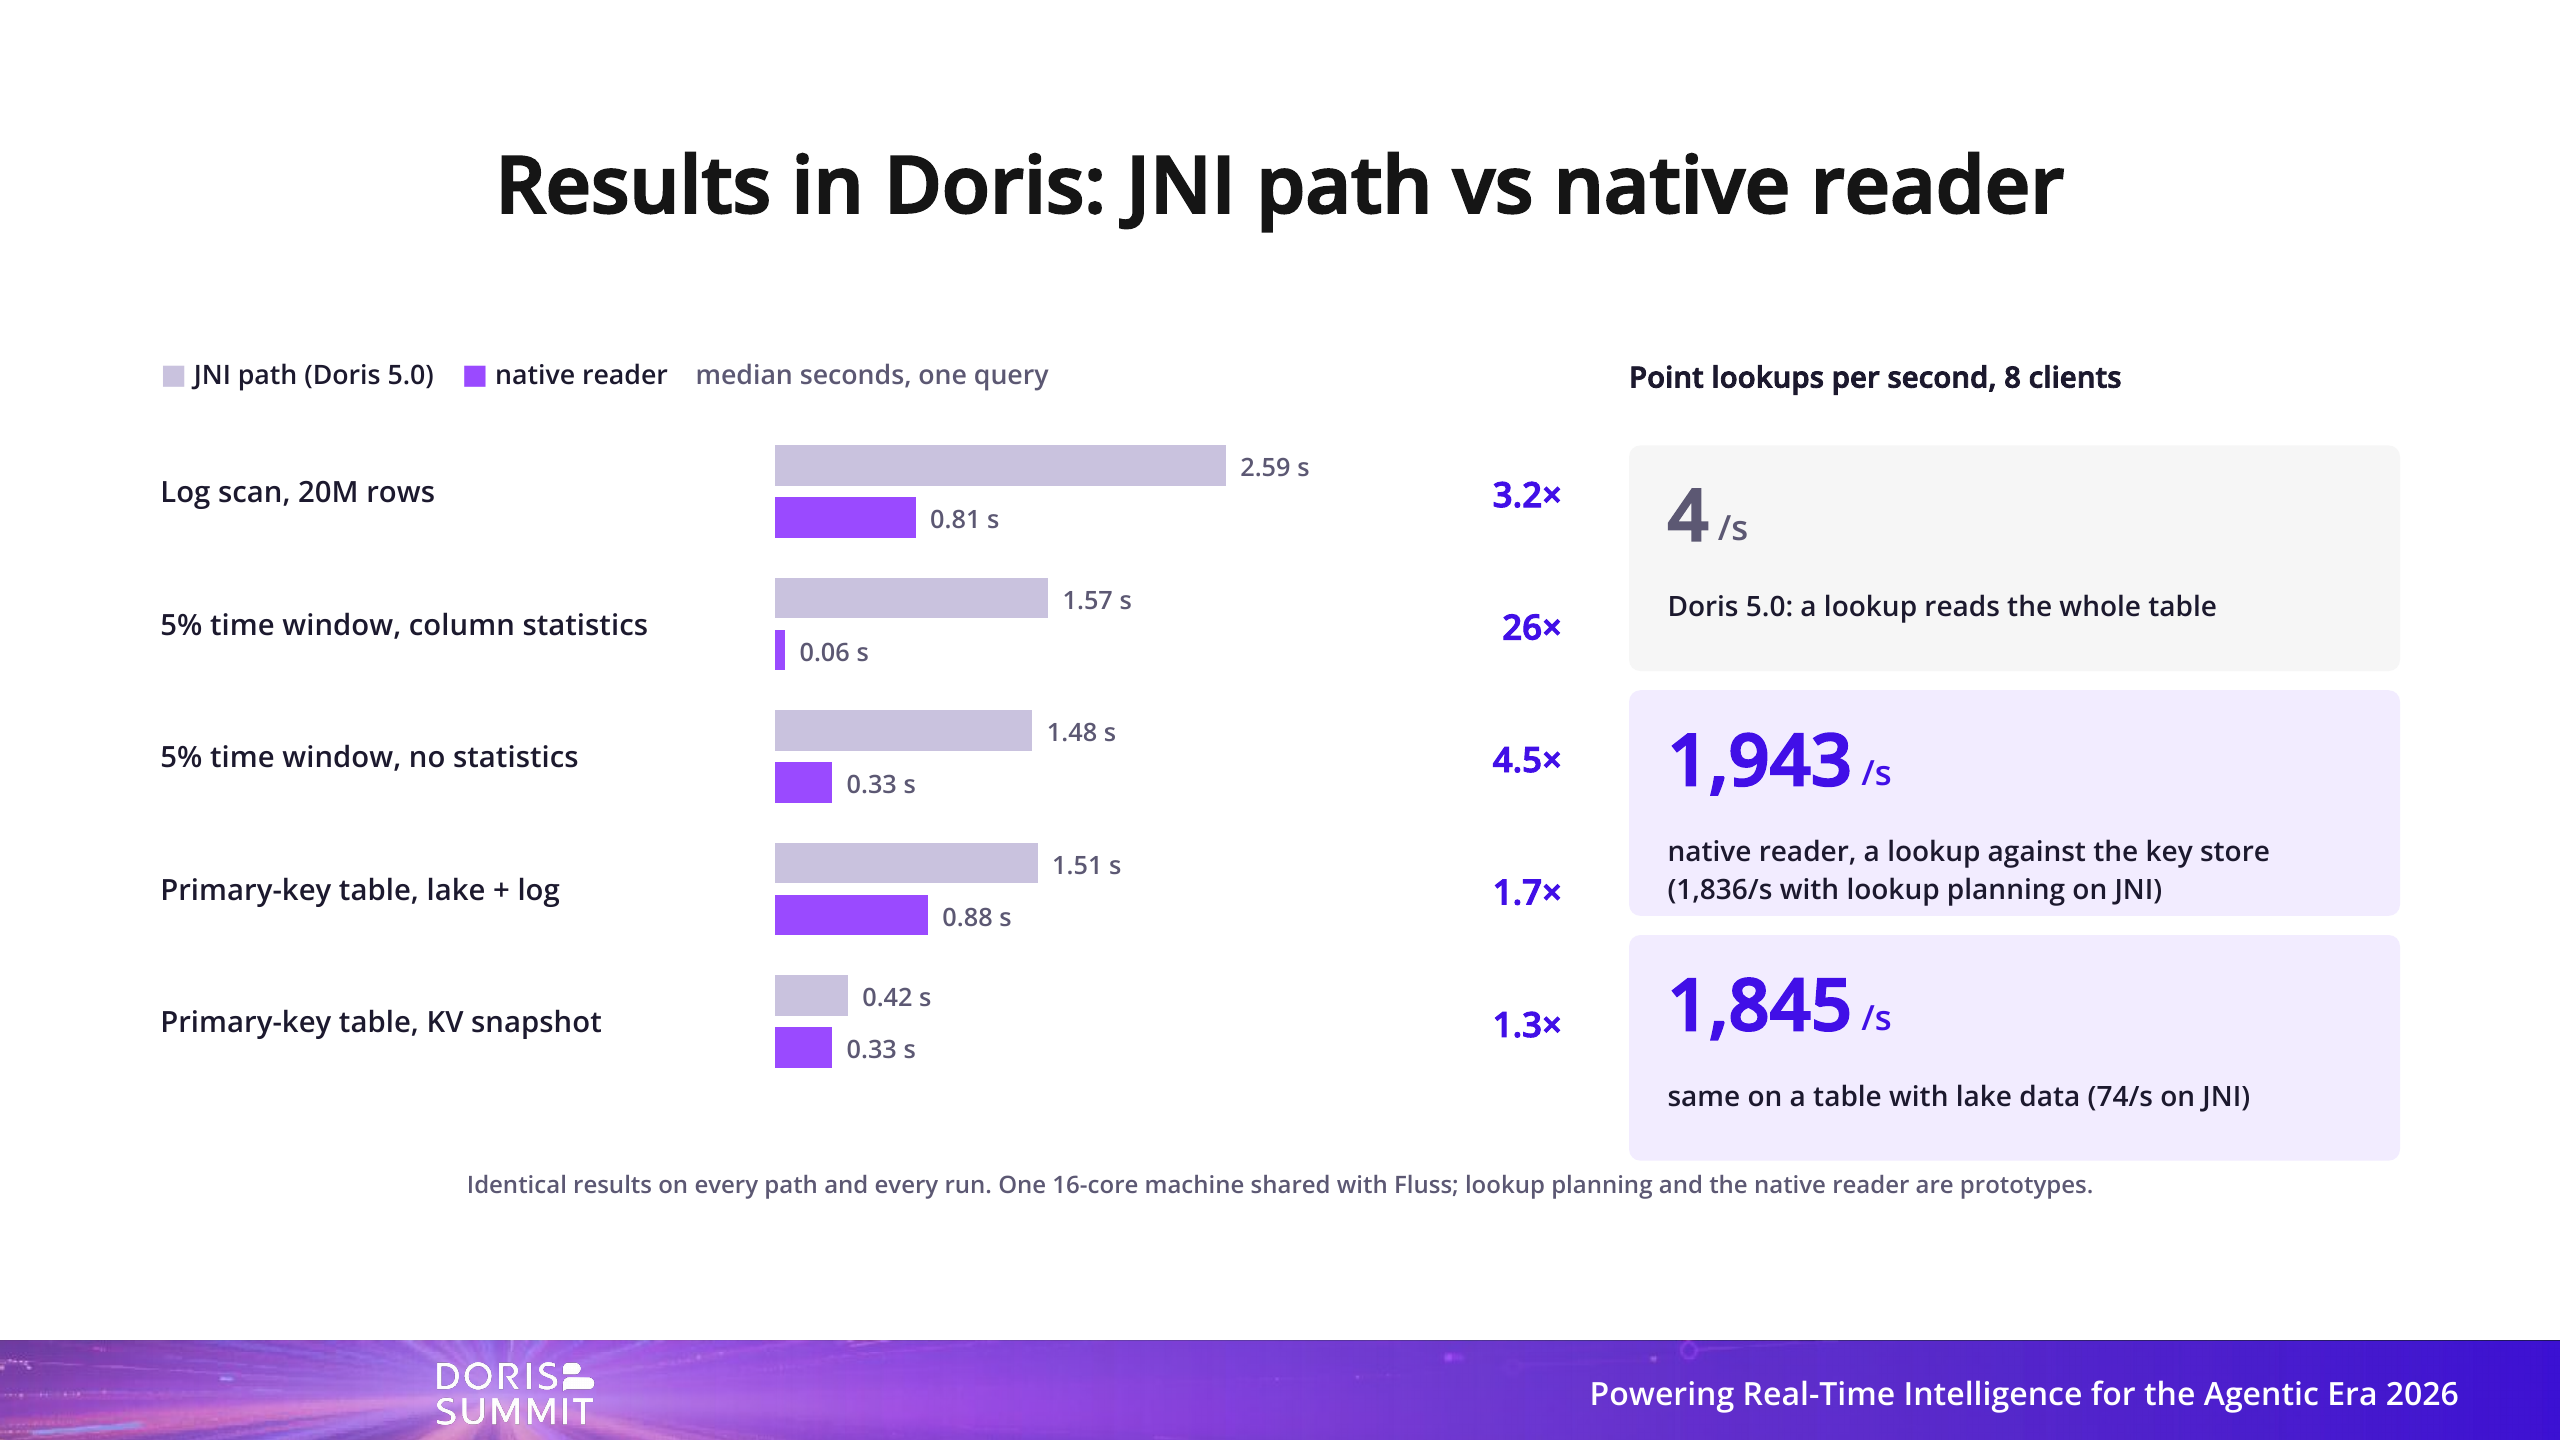 Results in Doris: JNI path vs native reader
JNI path (Doris 5.0) native reader median seconds, one query
Log scan, 20M rows
2.59 s
0.81 s
3.2×
5% time window, column statistics
1.57 s
0.06 s
26×
5% time window, no statistics
1.48 s
0.33 s
4.5×
Primary-key table, lake + log
1.51 s
0.88 s
1.7×
Primary-key table, KV snapshot
0.42 s
0.33 s
1.3×
Point lookups per second, 8 clients
4 /s
Doris 5.0: a lookup reads the whole table
1,943 /s
native reader, a lookup against the key store
(1,836/s with lookup planning on JNI)
1,845 /s
same on a table with lake data (74/s on JNI)
Identical results on every path and every run. One 16-core machine shared with Fluss; lookup planning and the native reader are prototypes.
DORIS
SUMMIT
Powering Real-Time Intelligence for the Agentic Era 2026